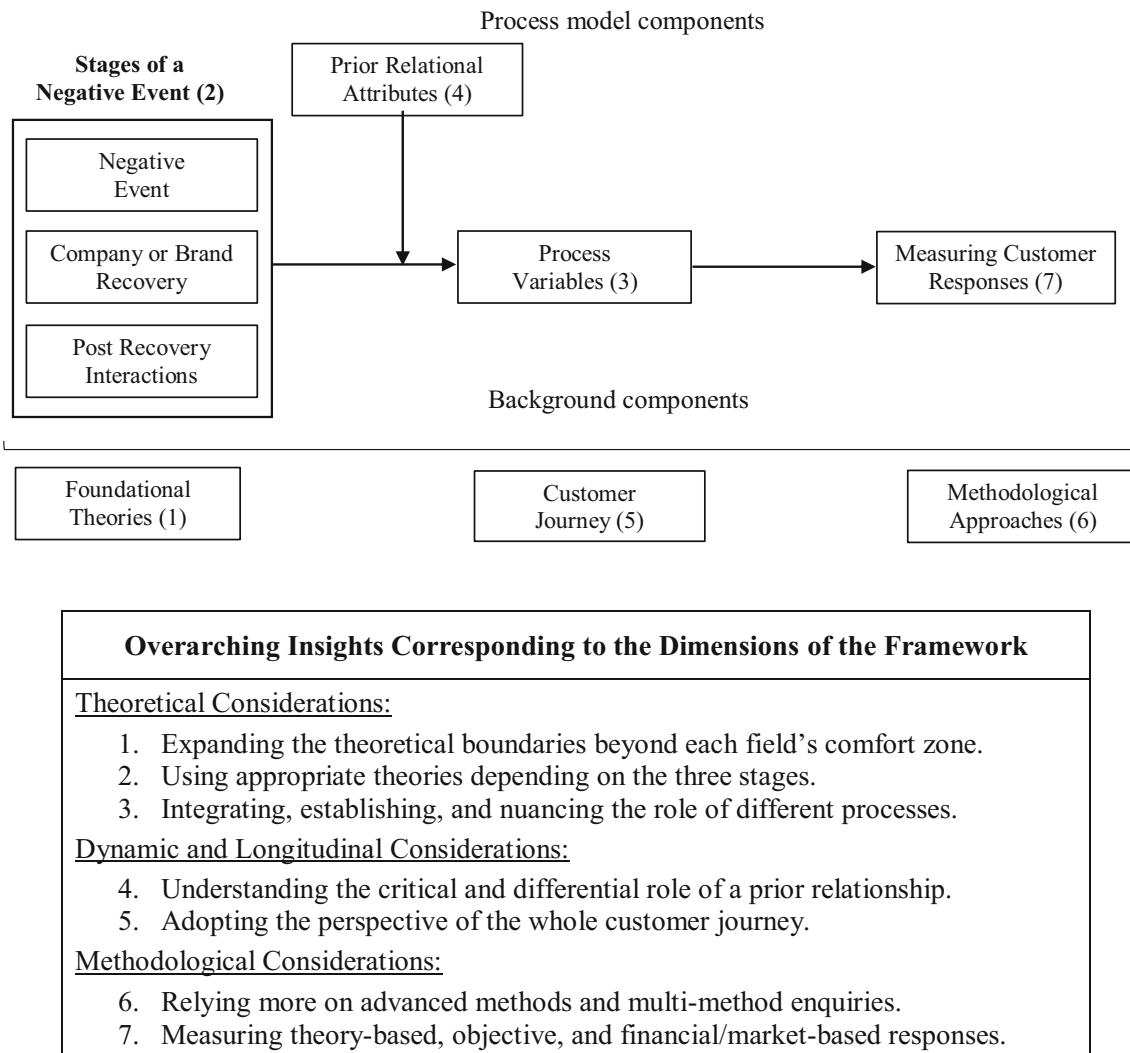 Process model components
Stages of a
Negative Event (2)
Prior Relational
Attributes (4)
Negative
Event
Company or Brand
Recovery
Post Recovery
Interactions
Process
Variables (3)
Measuring Customer
Responses (7)
Background components
Foundational
Theories (1)
Customer
Journey (5)
Methodological
Approaches (6)
Overarching Insights Corresponding to the Dimensions of the Framework
Theoretical Considerations:
1. Expanding the theoretical boundaries beyond each field's comfort zone.
2. Using appropriate theories depending on the three stages.
3. Integrating, establishing, and nuancing the role of different processes.
Dynamic and Longitudinal Considerations:
4. Understanding the critical and differential role of a prior relationship.
5. Adopting the perspective of the whole customer journey.
Methodological Considerations:
6. Relying more on advanced methods and multi-method enquiries.
7. Measuring theory-based, objective, and financial/market-based responses.